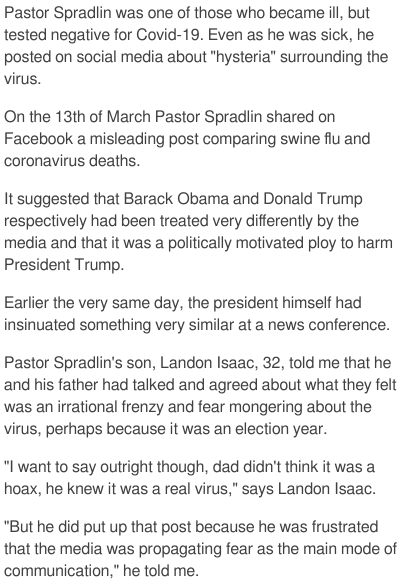 Pastor Spradlin was one of those who became ill, but
tested negative for Covid-19. Even as he was sick, he
posted on social media about "hysteria" surrounding the
virus.
On the 13th of March Pastor Spradlin shared on
Facebook a misleading post comparing swine flu and
coronavirus deaths.
It suggested that Barack Obama and Donald Trump
respectively had been treated very differently by the
media and that it was a politically motivated ploy to harm
President Trump.
Earlier the very same day, the president himself had
insinuated something very similar at a news conference.
Pastor Spradlin's son, Landon Isaac, 32, told me that he
and his father had talked and agreed about what they felt
was an irrational frenzy and fear mongering about the
virus, perhaps because it was an election year.
"I want to say outright though, dad didn't think it was a
hoax, he knew it was a real virus," says Landon Isaac.
"But he did put up that post because he was frustrated
that the media was propagating fear as the main mode of
communication," he told me.